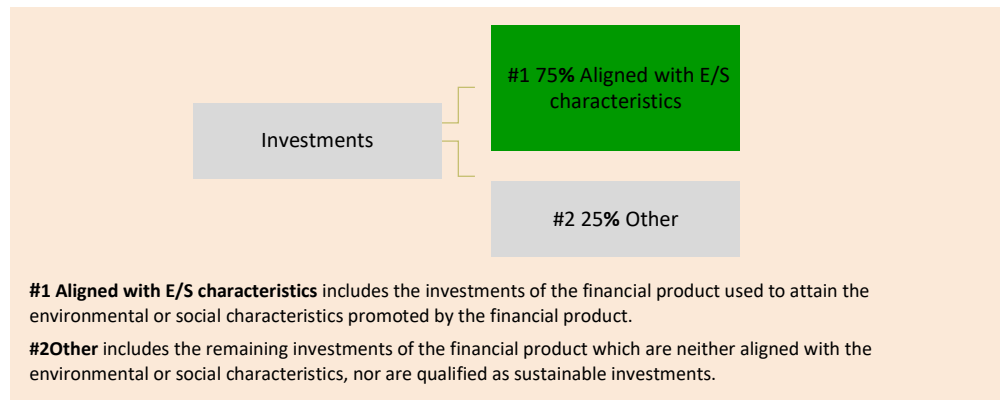 #1 75% Aligned with E/S
characteristics
Investments
#2 25% Other
#1 Aligned with E/S characteristics includes the investments of the financial product used to attain the
environmental or social characteristics promoted by the financial product.
#2Other includes the remaining investments of the financial product which are neither aligned with the
environmental or social characteristics, nor are qualified as sustainable investments.